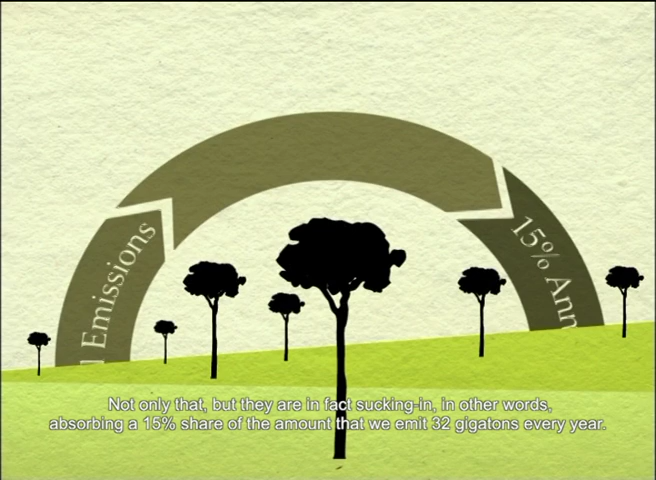 l Emissions
15% Ann
Not only that, but they are in fact sucking-in, in other words,
absorbing a 15% share of the amount that we emit 32 gigatons every year.